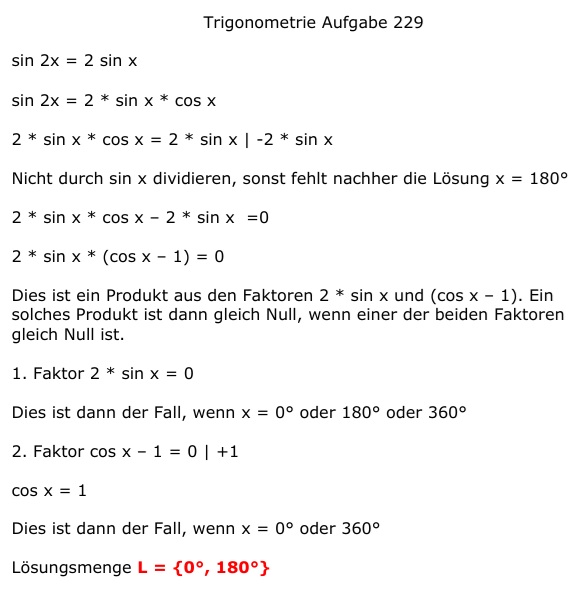 Trigonometrie Aufgabe 229
sin 2x = 2 sin x
sin 2x = 2 * sin x * cos x
2 * sin x * cos x = 2 * sin x | -2 * sin x
Nicht durch sin x dividieren, sonst fehlt nachher die Lösung x = 180°
2 * sin x * cos x – 2 * sin x  =0
2 * sin x * (cos x – 1) = 0
Dies ist ein Produkt aus den Faktoren 2 * sin x und (cos x – 1). Ein
solches Produkt ist dann gleich Null, wenn einer der beiden Faktoren
gleich Null ist.
1. Faktor 2 * sin x = 0
Dies ist dann der Fall, wenn x = 0° oder 180° oder 360°
2. Faktor cos x – 1 = 0 | +1
cos x = 1
Dies ist dann der Fall, wenn x = 0° oder 360°
Lösungsmenge L = {0°, 180°}